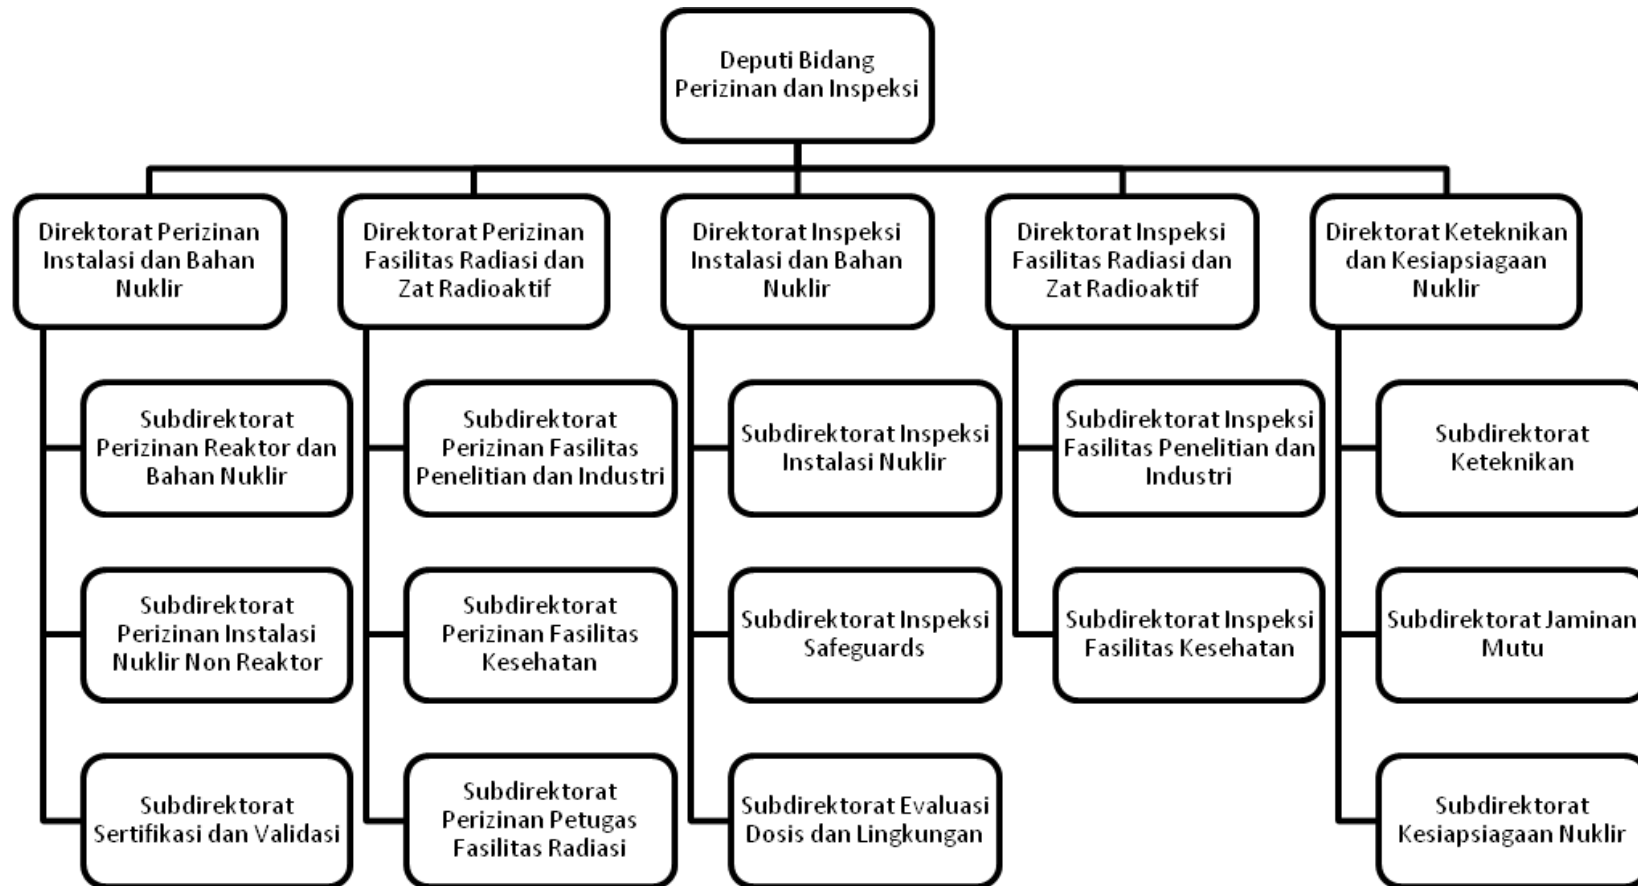 Deputi Bidang
Perizinan dan Inspeksi
Direktorat Perizinan
Instalasi dan Bahan
Nuklir
Direktorat Perizinan
Fasilitas Radiasi dan
Zat Radioaktif
Direktorat Inspeksi
Instalasi dan Bahan
Nuklir
Direktorat Inspeksi
Fasilitas Radiasi dan
Zat Radioaktif
Direktorat Keteknikan
dan Kesiapsiagaan
Nuklir
Subdirektorat
Perizinan Reaktor dan
Bahan Nuklir
Subdirektorat
Perizinan Fasilitas
Penelitian dan Industri
Subdirektorat Inspeksi
Instalasi Nuklir
Subdirektorat Inspeksi
Fasilitas Penelitian dan
Industri
Subdirektorat
Keteknikan
Subdirektorat
Perizinan Instalasi
Nuklir Non Reaktor
Subdirektorat
Perizinan Fasilitas
Kesehatan
Subdirektorat Inspeksi
Safeguards
Subdirektorat Inspeksi
Fasilitas Kesehatan
Subdirektorat Jaminan
Mutu
Subdirektorat
Sertifikasi dan Validasi
Subdirektorat
Perizinan Petugas
Fasilitas Radiasi
Subdirektorat Evaluasi
Dosis dan Lingkungan
Subdirektorat
Kesiapsiagaan Nuklir